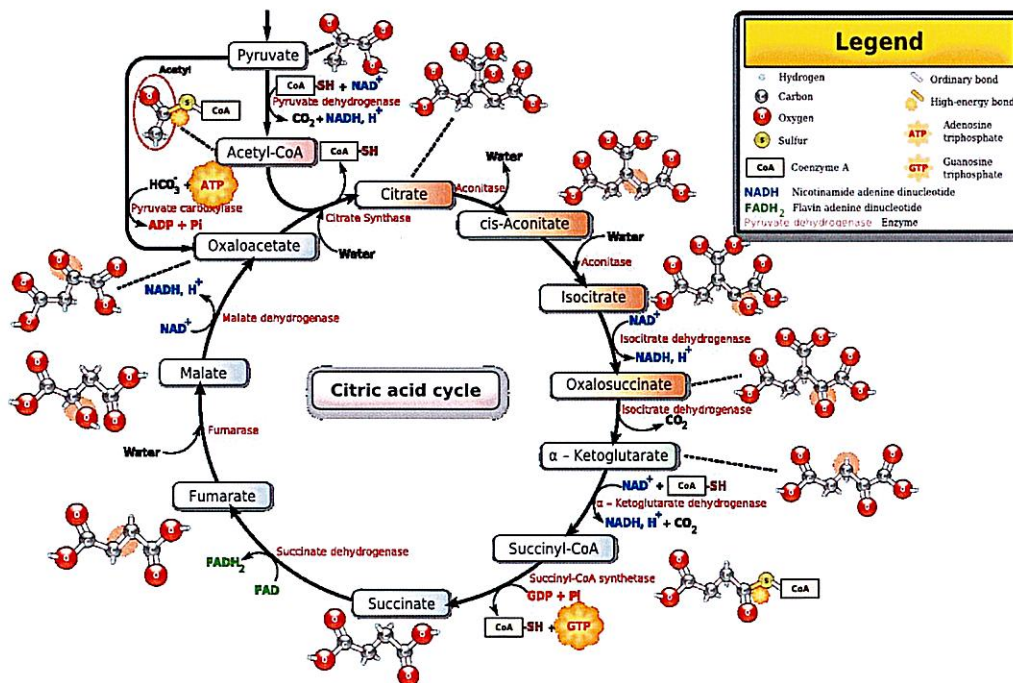 Legend
Hydrogen
Carbon
Oxygen
Sulfur
CoA Coenzyme A
NADH Nicotinamide adenine dinucleotide
FADH2 Flavin adenine dinucleotide
Pyruvate dehydrogenase Enzyme
Ordinary bond
High-energy bond
ATP Adenosine triphosphate
GTP Guanosine triphosphate
Pyruvate
Acetyl
S CoA
CoA-SH + NAD+
Pyruvate dehydrogenase
CO2 + NADH, H+
Acetyl-CoA
CoA-SH
HCO3- + ATP
Pyruvate carboxylase
ADP + Pi
Citrate
Citrate Synthase
Water
Aconitase
Water
cis-Aconitate
Water
Aconitase
Isocitrate
NAD+
Isocitrate dehydrogenase
NADH, H+
Citric acid cycle
Oxalosuccinate
Isocitrate dehydrogenase
CO2
α - Ketoglutarate
NAD+ + CoA-SH
α - Ketoglutarate dehydrogenase
NADH, H+ + CO2
Succinyl-CoA
Succinyl-CoA synthetase
GDP + Pi
CoA-SH + GTP
S CoA
Succinate
Succinate dehydrogenase
FADH2
FAD
Fumarate
Fumarase
Water
Malate
Malate dehydrogenase
NAD+
NADH, H+
Oxaloacetate